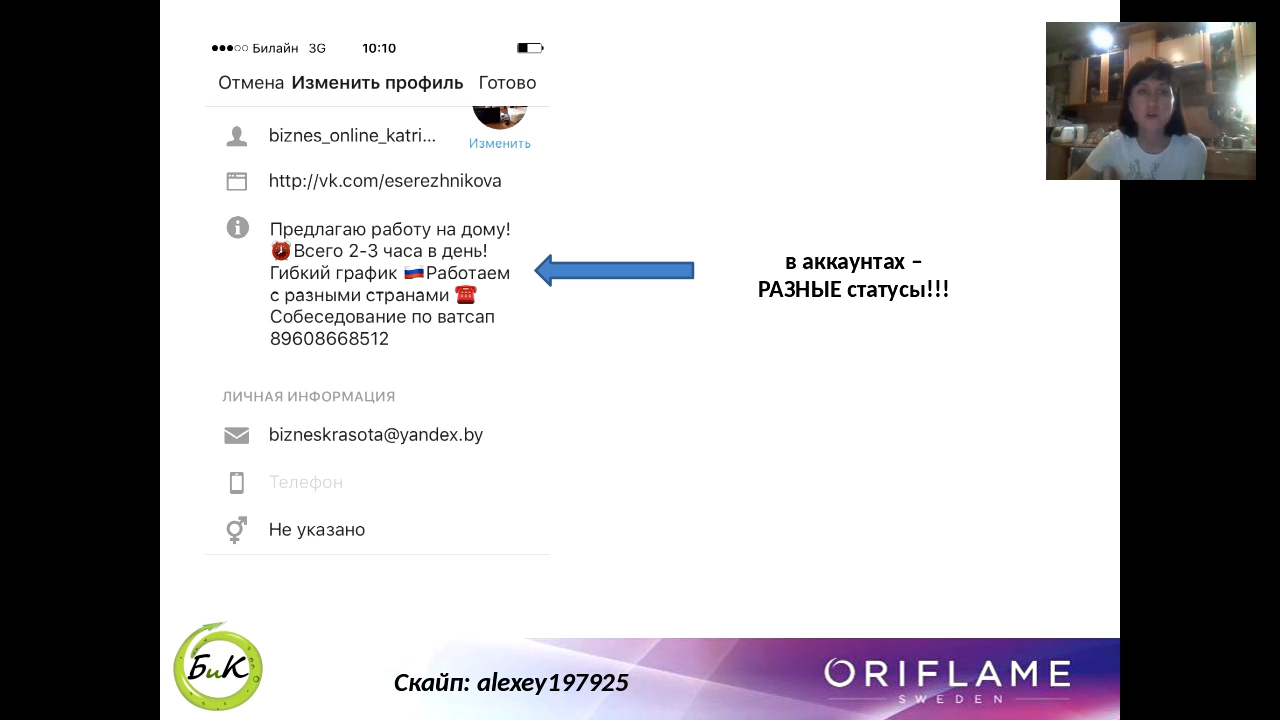 Билайн 3G 10:10
Отмена Изменить профиль Готово
biznes_online_katri...
Изменить
http://vk.com/eserezhnikova
Предлагаю работу на дому!
⏰Всего 2-3 часа в день!
Гибкий график 🇷🇺Работаем
с разными странами ☎️
Собеседование по ватсап
89608668512
в аккаунтах –
РАЗНЫЕ статусы!!!
ЛИЧНАЯ ИНФОРМАЦИЯ
bizneskrasota@yandex.by
Телефон
Не указано
БиК
Скайп: alexey197925
ORIFLAME
SWEDEN